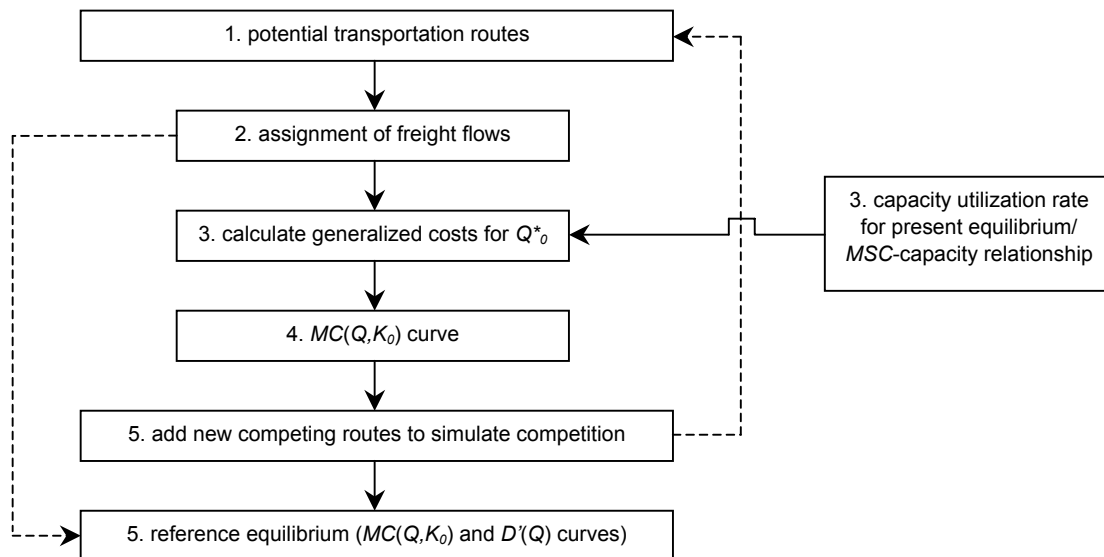 1. potential transportation routes
2. assignment of freight flows
3. calculate generalized costs for Q*0
3. capacity utilization rate
for present equilibrium/
MSC-capacity relationship
4. MC(Q,K0) curve
5. add new competing routes to simulate competition
5. reference equilibrium (MC(Q,K0) and D'(Q) curves)